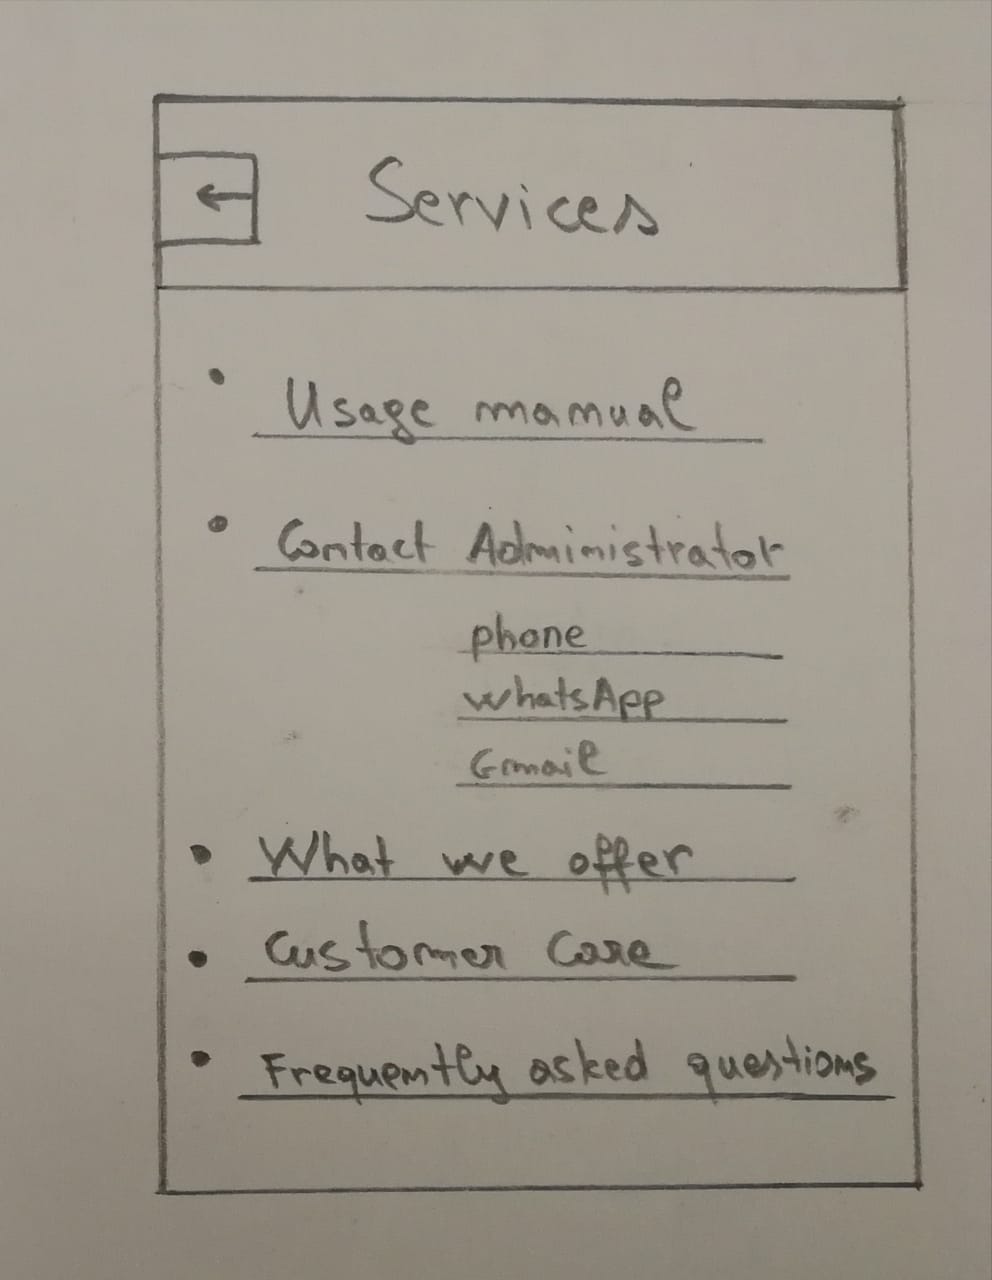 Services
Usage manual
Contact Administrator
phone
whatsApp
Gmail
What we offer
Customer Care
Frequently asked questions